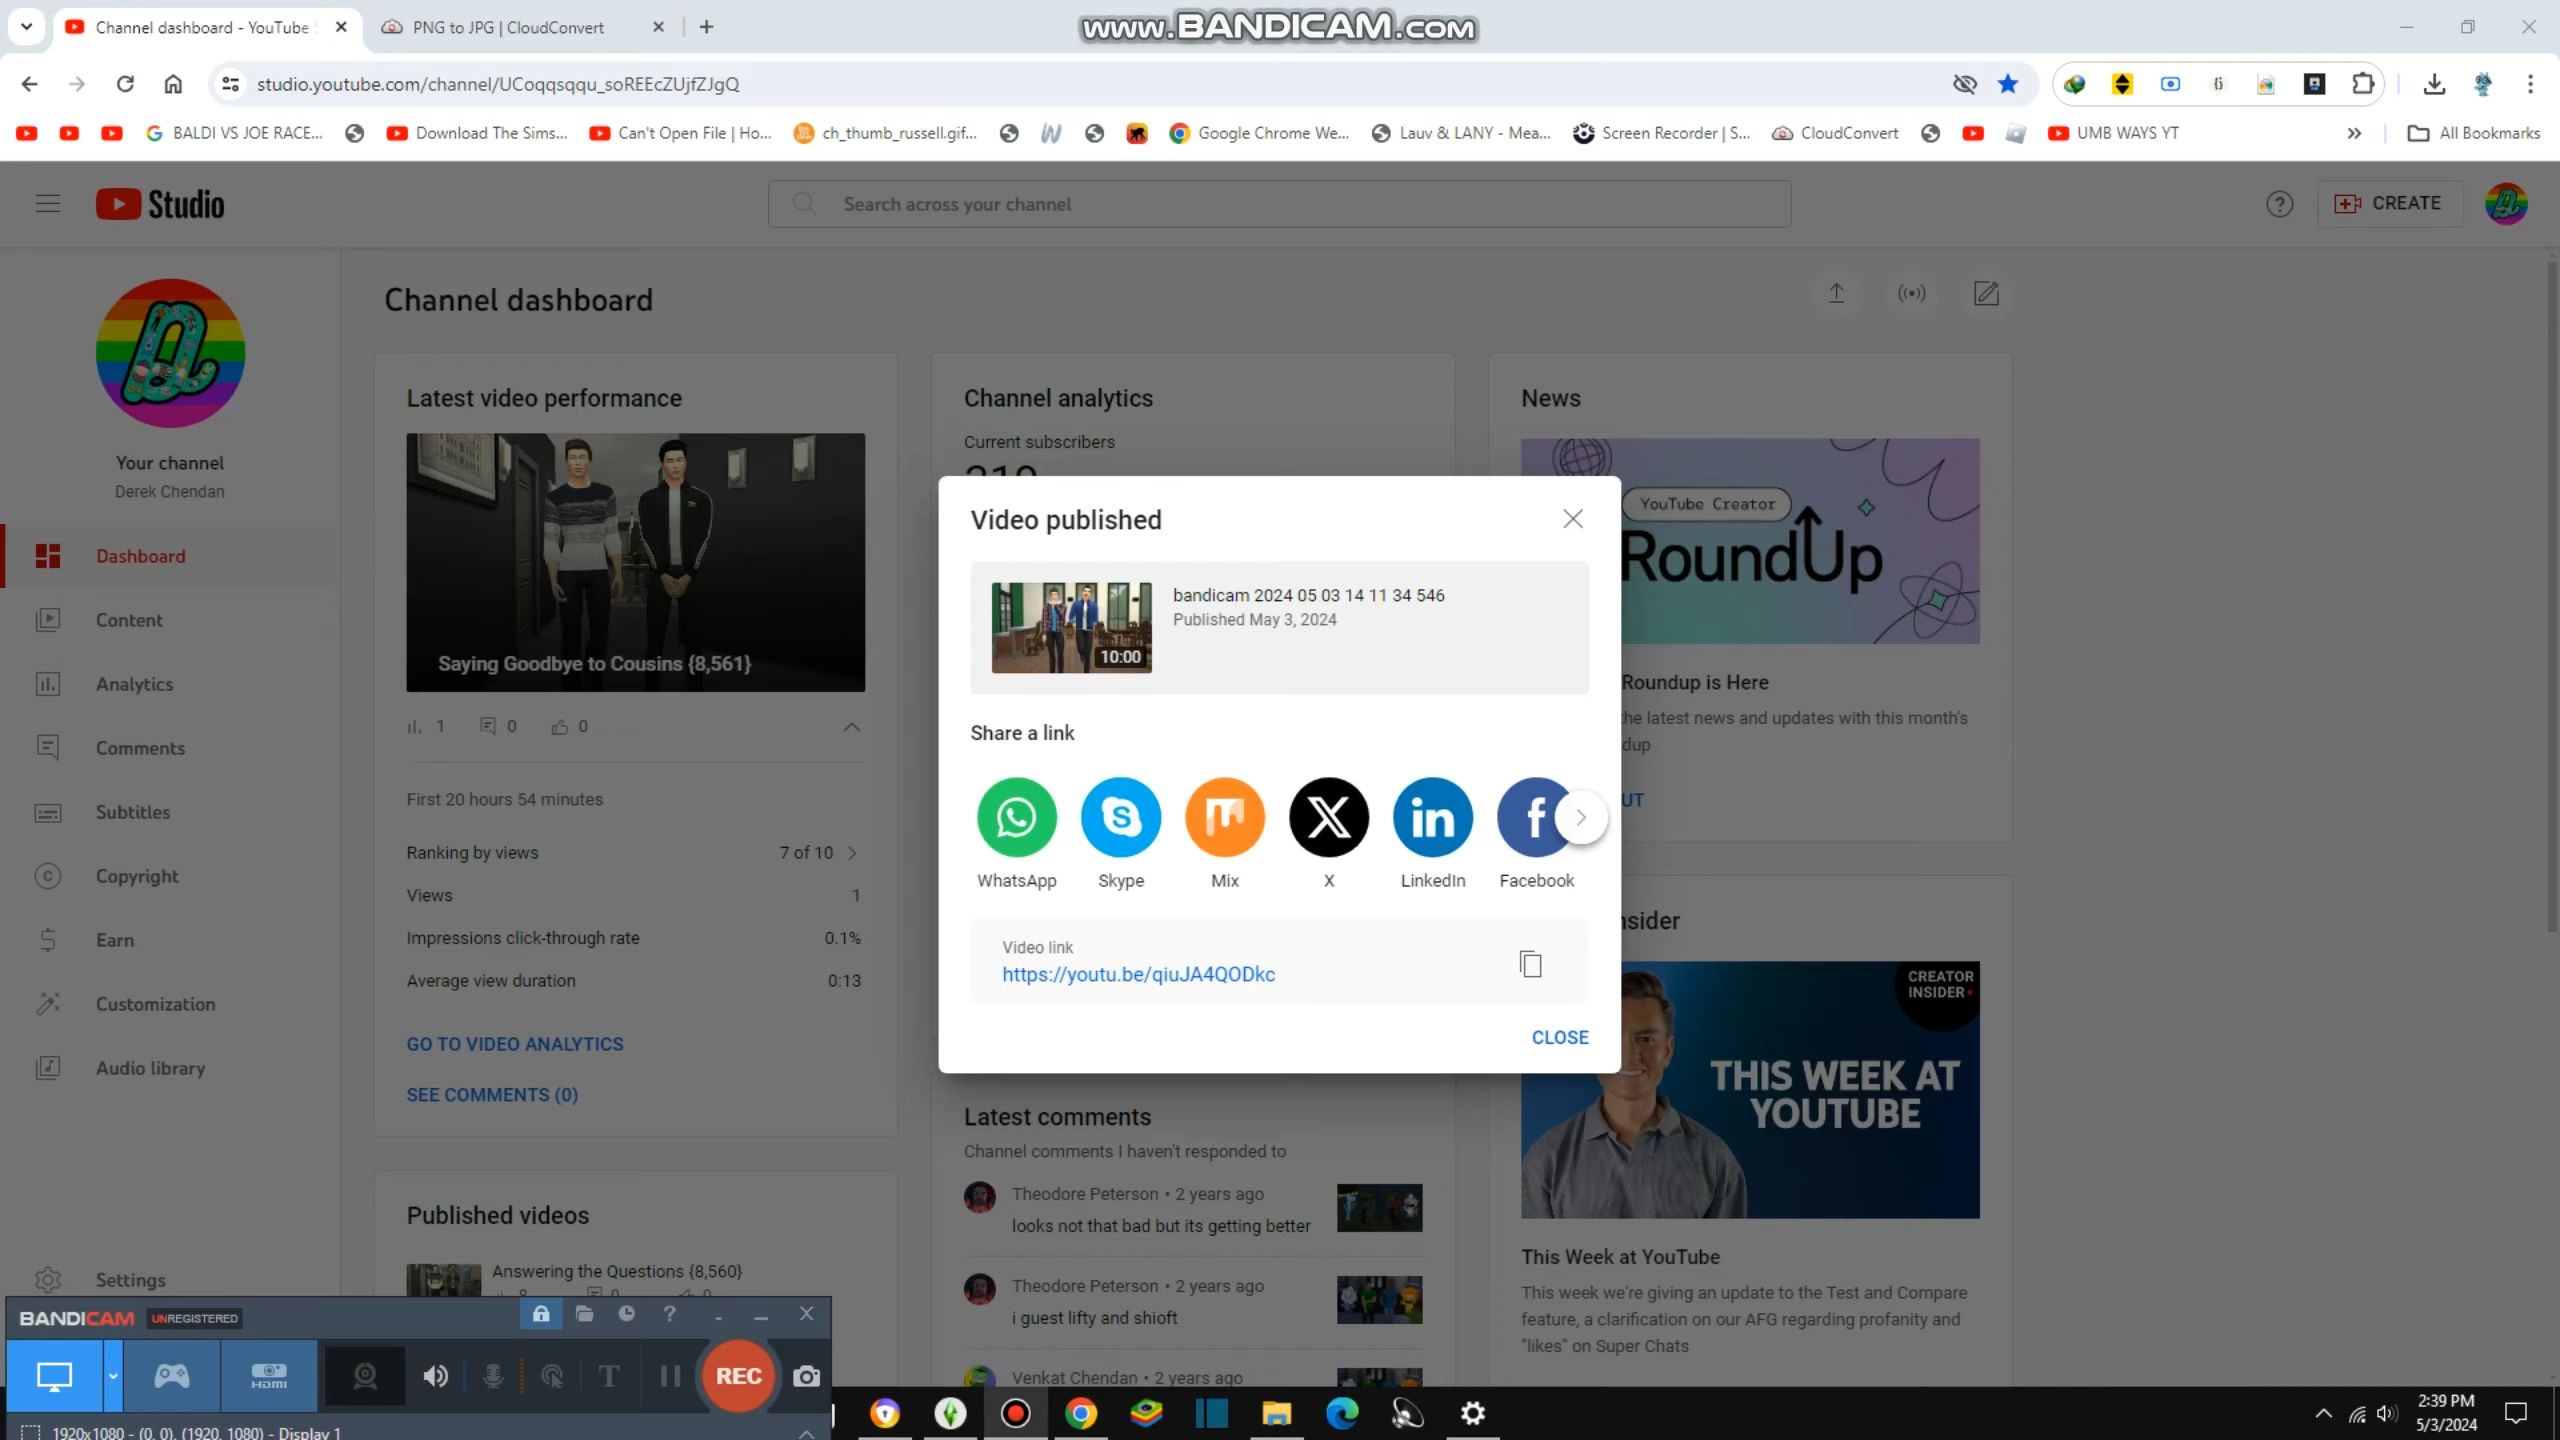 Channel dashboard - YouTube S
PNG to JPG | CloudConvert
www.BANDICAM.com
studio.youtube.com/channel/UCoqqsqqu_soREEcZUjfZJgQ
BALDI VS JOE RACE...
Download The Sims...
Can't Open File | Ho...
ch_thumb_russell.gif...
Google Chrome We...
Lauv & LANY - Mea...
Screen Recorder | S...
CloudConvert
UMB WAYS YT
All Bookmarks
Studio
Search across your channel
CREATE
Your channel
Derek Chendan
Dashboard
Content
Analytics
Comments
Subtitles
Copyright
Earn
Customization
Audio library
Settings
Channel dashboard
Latest video performance
Saying Goodbye to Cousins {8,561}
1
0
0
First 20 hours 54 minutes
Ranking by views
7 of 10
Views
1
Impressions click-through rate
0.1%
Average view duration
0:13
GO TO VIDEO ANALYTICS
SEE COMMENTS (0)
Published videos
Answering the Questions {8,560}
Channel analytics
Current subscribers
Video published
bandicam 2024 05 03 14 11 34 546
Published May 3, 2024
10:00
Share a link
WhatsApp
Skype
Mix
X
LinkedIn
Facebook
Video link
https://youtu.be/qiuJA4QODkc
CLOSE
Latest comments
Channel comments I haven't responded to
Theodore Peterson • 2 years ago
looks not that bad but its getting better
Theodore Peterson • 2 years ago
i guest lifty and shioft
Venkat Chendan • 2 years ago
News
YouTube Creator
RoundUp
Roundup is Here
the latest news and updates with this month's
CREATOR
INSIDER
THIS WEEK AT
YOUTUBE
This Week at YouTube
This week we're giving an update to the Test and Compare
feature, a clarification on our AFG regarding profanity and
"likes" on Super Chats
BANDICAM
UNREGISTERED
HDMI
REC
1920x1080 - (0, 0), (1920, 1080) - Display 1
2:39 PM
5/3/2024